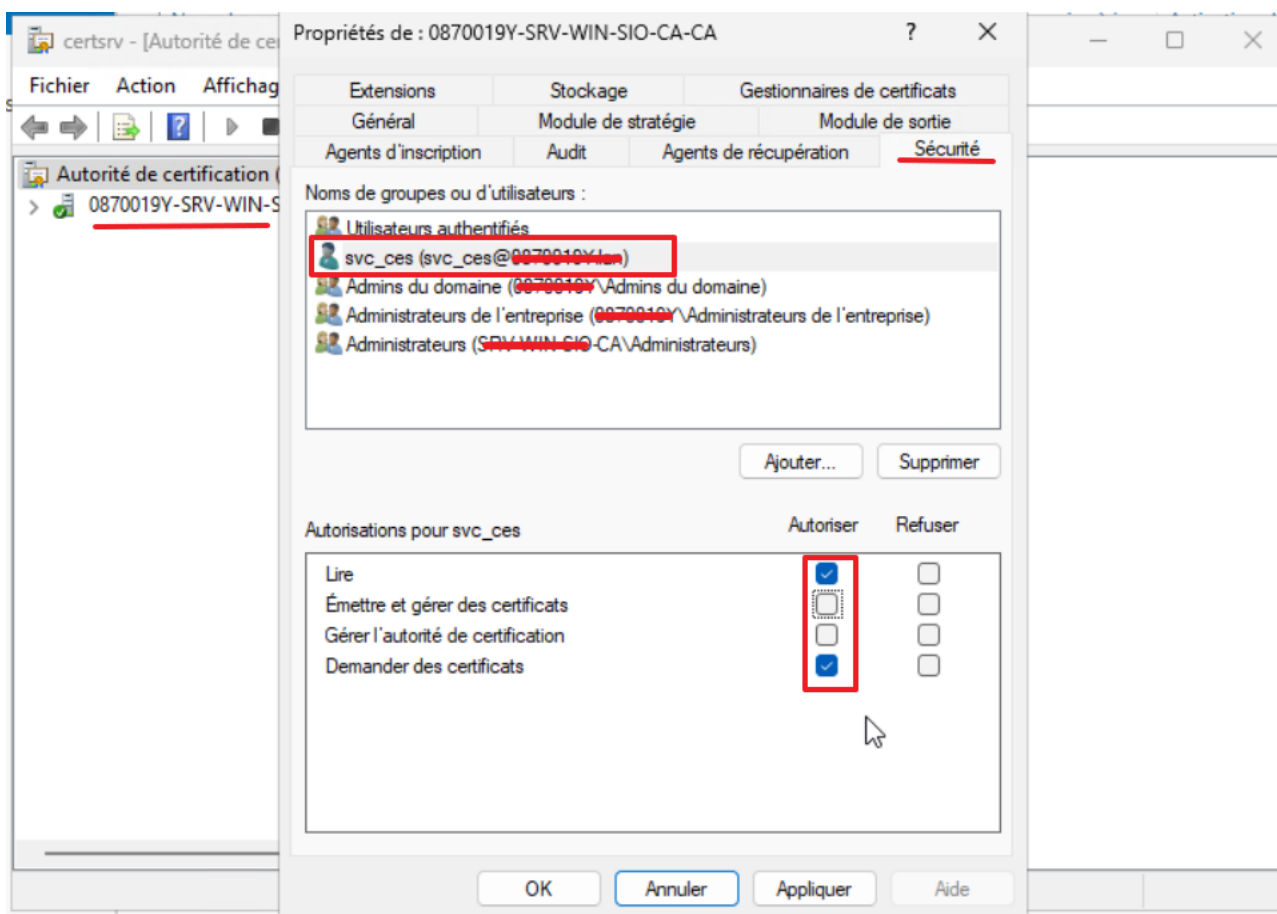 certsrv - [Autorité de cer
Propriétés de : 0870019Y-SRV-WIN-SIO-CA-CA
?
Fichier Action Affichag
Extensions Stockage Gestionnaires de certificats
Général Module de stratégie Module de sortie
Agents d'inscription Audit Agents de récupération Sécurité
Autorité de certification (
0870019Y-SRV-WIN-S
Noms de groupes ou d'utilisateurs :
Utilisateurs authentifiés
svc_ces (svc_ces@)
Admins du domaine (\Admins du domaine)
Administrateurs de l'entreprise (\Administrateurs de l'entreprise)
Administrateurs (-CA\Administrateurs)
Ajouter... Supprimer
Autorisations pour svc_ces Autoriser Refuser
Lire
Émettre et gérer des certificats
Gérer l'autorité de certification
Demander des certificats
OK Annuler Appliquer Aide